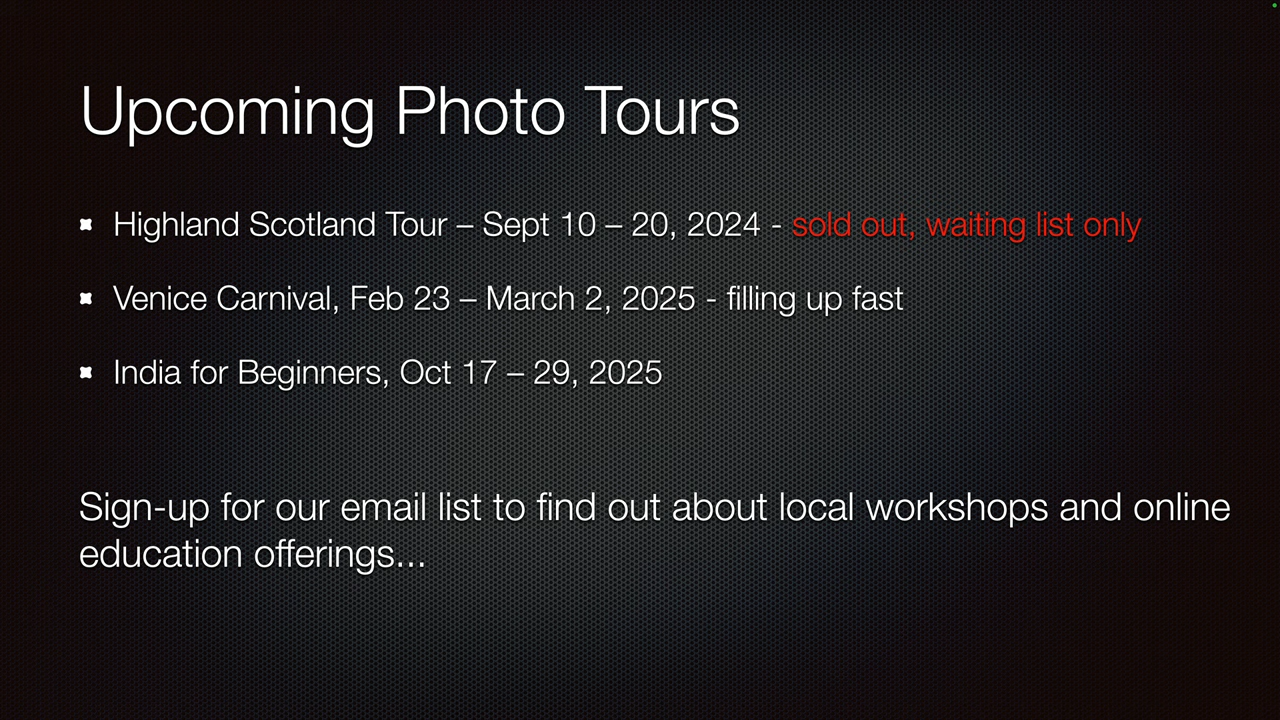 Upcoming Photo Tours
Highland Scotland Tour – Sept 10 – 20, 2024 - sold out, waiting list only
Venice Carnival, Feb 23 – March 2, 2025 - filling up fast
India for Beginners, Oct 17 – 29, 2025
Sign-up for our email list to find out about local workshops and online
education offerings...